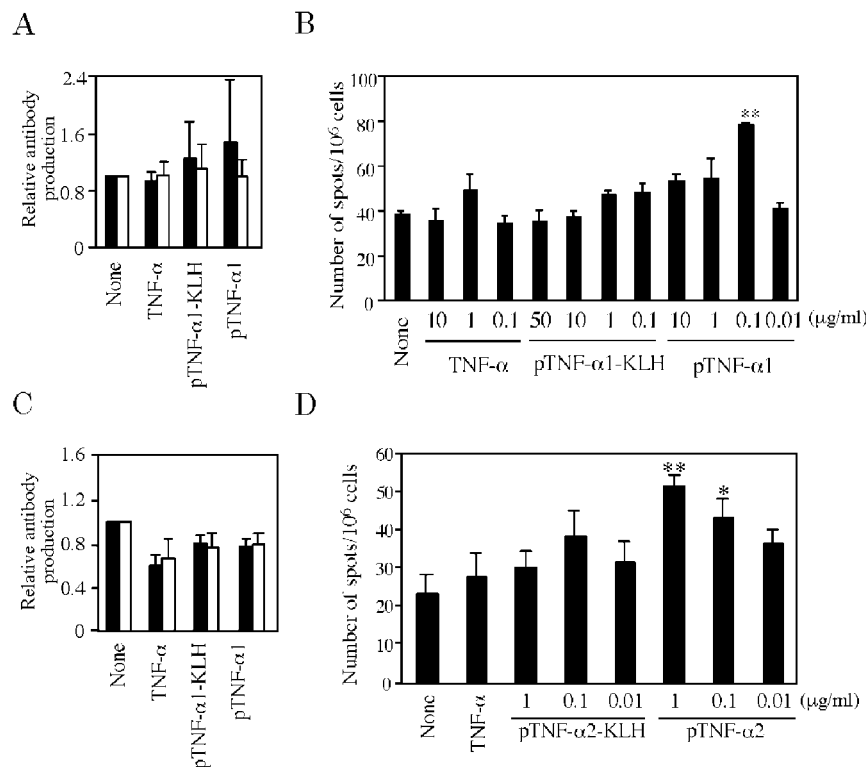 A
Relative antibody production
2.4
1.6
0.8
0
None
TNF-α
pTNF-α1-KLH
pTNF-α1
B
Number of spots/10⁶ cells
100
80
60
40
20
0
**
None
10 1 0.1 50 10 1 0.1 10 1 0.1 0.01 (μg/ml)
TNF-α pTNF-α1-KLH pTNF-α1
C
Relative antibody production
1.6
1.2
0.8
0.4
0
None
TNF-α
pTNF-α1-KLH
pTNF-α1
D
Number of spots/10⁶ cells
60
50
40
30
20
10
0
** *
None
TNF-α
1 0.1 0.01 1 0.1 0.01 (μg/ml)
pTNF-α2-KLH pTNF-α2